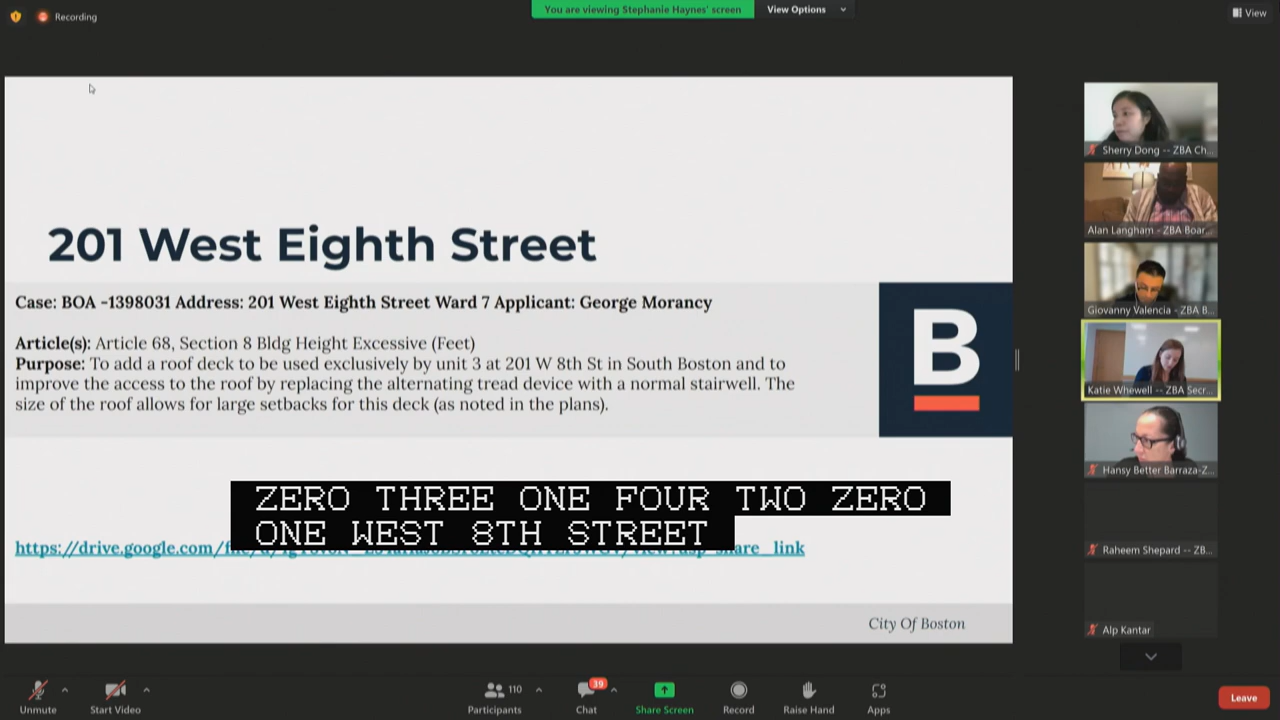 Recording
You are viewing Stephanie Haynes' screen
View Options
View
201 West Eighth Street
Case: BOA -1398031 Address: 201 West Eighth Street Ward 7 Applicant: George Morancy
Article(s): Article 68, Section 8 Bldg Height Excessive (Feet)
Purpose: To add a roof deck to be used exclusively by unit 3 at 201 W 8th St in South Boston and to
improve the access to the roof by replacing the alternating tread device with a normal stairwell. The
size of the roof allows for large setbacks for this deck (as noted in the plans).
B
ZERO THREE ONE FOUR TWO ZERO
ONE WEST 8TH STREET
https://drive.google.com/
City Of Boston
Sherry Dong -- ZBA Ch...
Alan Langham - ZBA Boar...
Giovanny Valencia - ZBA B...
Katie Whewell -- ZBA Secr...
Hansy Better Barraza-Z...
Raheem Shepard -- ZB...
Alp Kantar
Unmute
Start Video
110
Participants
39
Chat
Share Screen
Record
Raise Hand
Apps
Leave